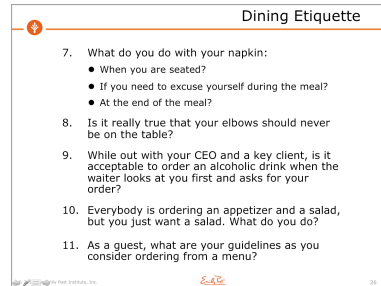 Dining Etiquette
7. What do you do with your napkin:
● When you are seated?
● If you need to excuse yourself during the meal?
● At the end of the meal?
8. Is it really true that your elbows should never
be on the table?
9. While out with your CEO and a key client, is it
acceptable to order an alcoholic drink when the
waiter looks at you first and asks for your
order?
10. Everybody is ordering an appetizer and a salad,
but you just want a salad. What do you do?
11. As a guest, what are your guidelines as you
consider ordering from a menu?
Post Institute, Inc.
26